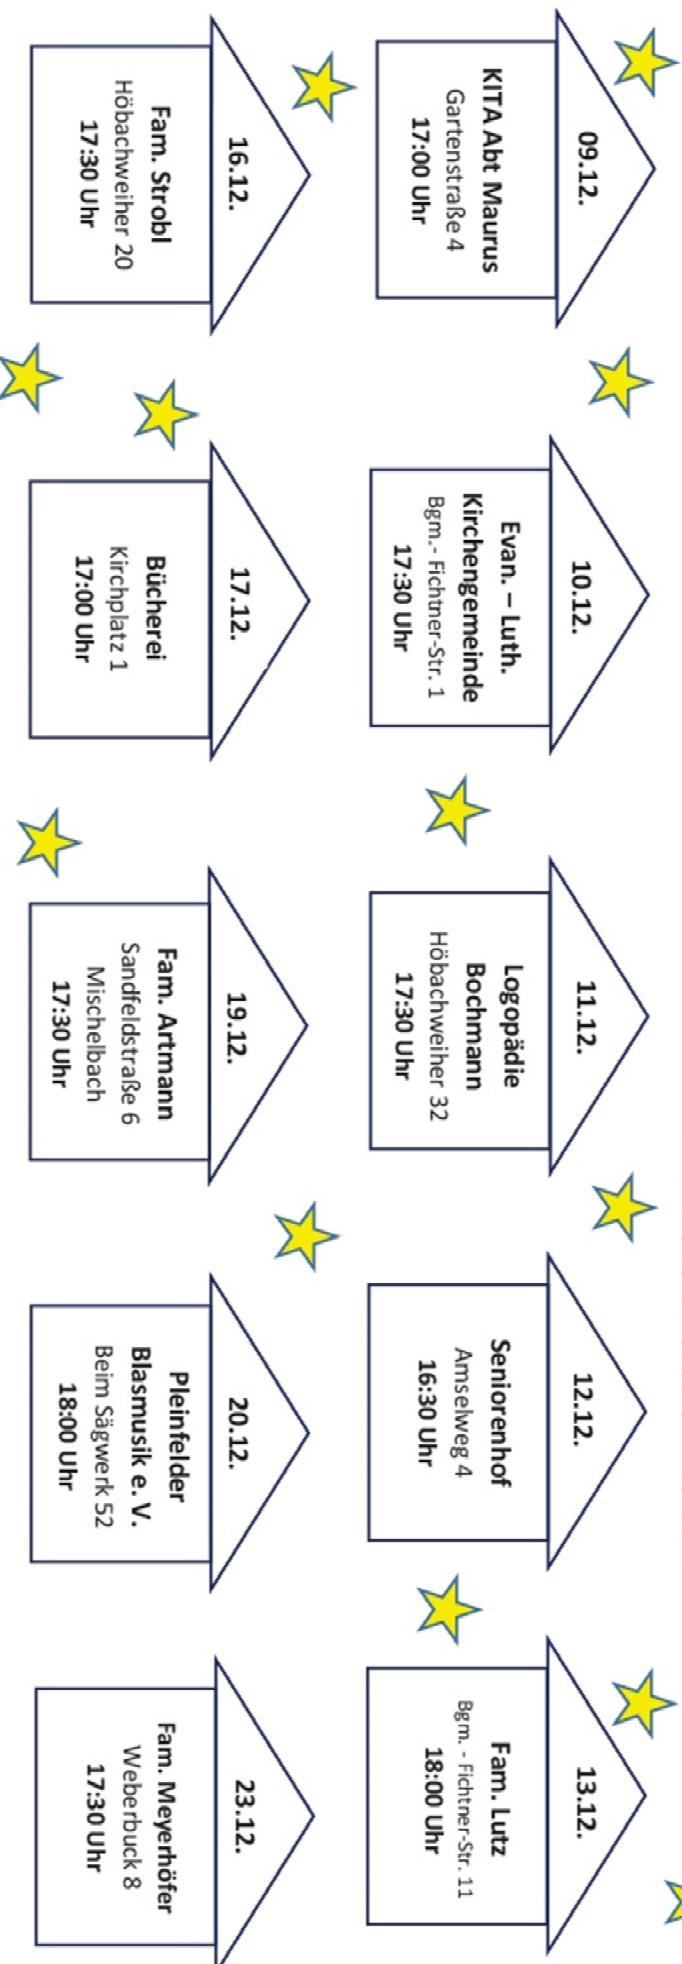 09.12.
KITA Abt Maurus
Gartenstraße 4
17:00 Uhr
10.12.
Evan. – Luth.
Kirchengemeinde
Bgm.- Fichtner-Str. 1
17:30 Uhr
11.12.
Logopädie
Bochmann
Höbachweiher 32
17:30 Uhr
12.12.
Seniorenhof
Amselweg 4
16:30 Uhr
13.12.
Fam. Lutz
Bgm. - Fichtner-Str. 11
18:00 Uhr
16.12.
Fam. Strobl
Höbachweiher 20
17:30 Uhr
17.12.
Bücherei
Kirchplatz 1
17:00 Uhr
19.12.
Fam. Artmann
Sandfeldstraße 6
Mischelbach
17:30 Uhr
20.12.
Pleinfelder
Blasmusik e. V.
Beim Sägwerk 52
18:00 Uhr
23.12.
Fam. Meyerhöfer
Weberbuck 8
17:30 Uhr